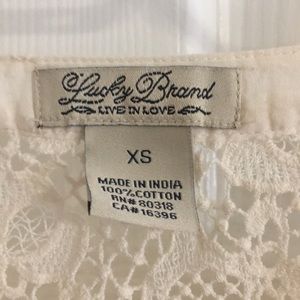 Lucky Brand
LIVE IN LOVE
XS
MADE IN INDIA
100% COTTON
RN# 80318
CA# 16396